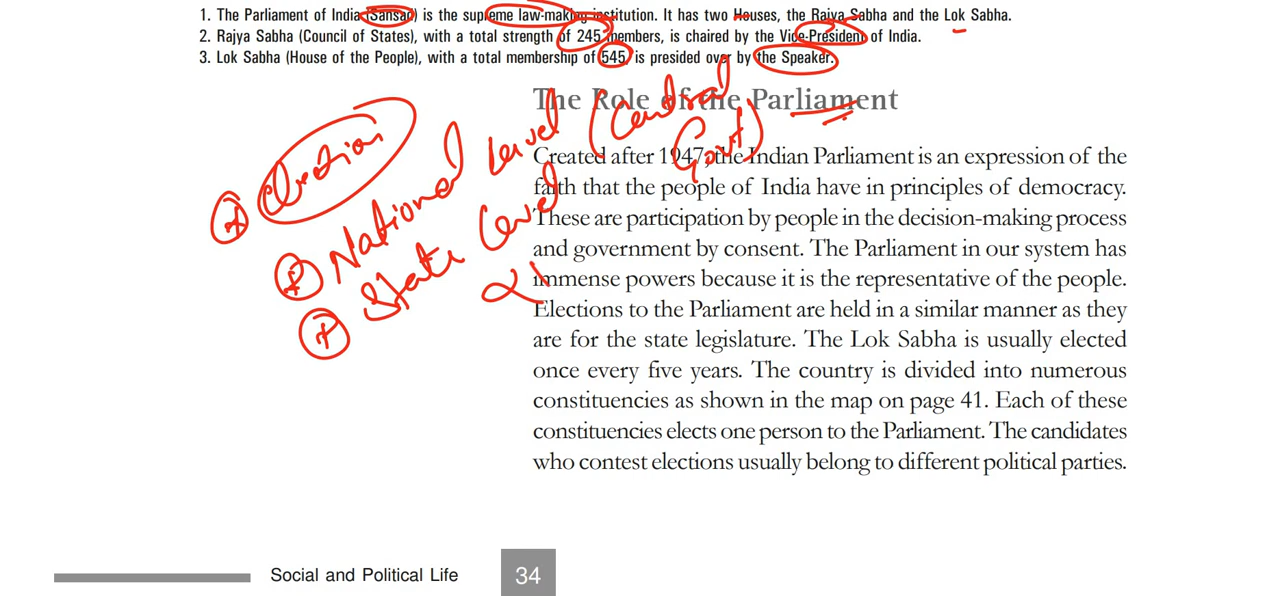 1. The Parliament of India (Sansad) is the supreme law-making institution. It has two Houses, the Rajya Sabha and the Lok Sabha.
2. Rajya Sabha (Council of States), with a total strength of 245 members, is chaired by the Vice-President of India.
3. Lok Sabha (House of the People), with a total membership of 545, is presided over by the Speaker.
The Role of the Parliament
(Central
Govt)
Election
National level
State level
Created after 1947, the Indian Parliament is an expression of the
faith that the people of India have in principles of democracy.
These are participation by people in the decision-making process
and government by consent. The Parliament in our system has
immense powers because it is the representative of the people.
Elections to the Parliament are held in a similar manner as they
are for the state legislature. The Lok Sabha is usually elected
once every five years. The country is divided into numerous
constituencies as shown in the map on page 41. Each of these
constituencies elects one person to the Parliament. The candidates
who contest elections usually belong to different political parties.
Social and Political Life 34